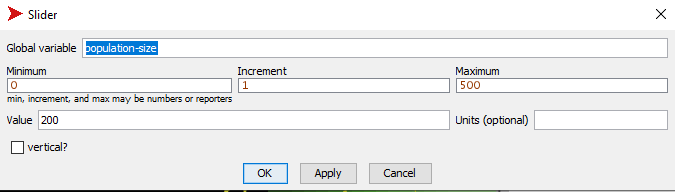 Slider
Global variable population-size
Minimum Increment Maximum
0 1 500
min, increment, and max may be numbers or reporters
Value 200 Units (optional)
vertical?
OK Apply Cancel